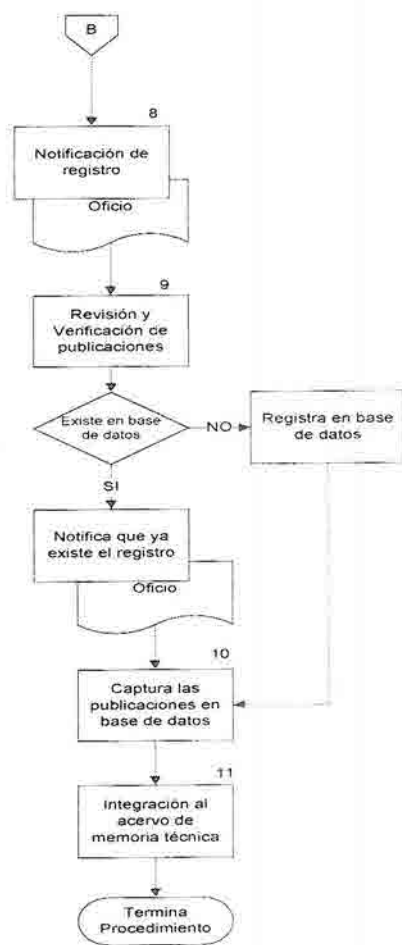 B
8
Notificación de
registro
Oficio
9
Revisión y
Verificación de
publicaciones
Existe en base
de datos
NO
Registra en base
de datos
SI
Notifica que ya
existe el registro
Oficio
10
Captura las
publicaciones en
base de datos
11
Integración al
acervo de
memoria técnica
Termina
Procedimiento